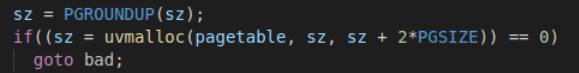 sz = PGROUNDUP(sz);
if((sz = uvmalloc(pagetable, sz, sz + 2*PGSIZE)) == 0)
  goto bad;